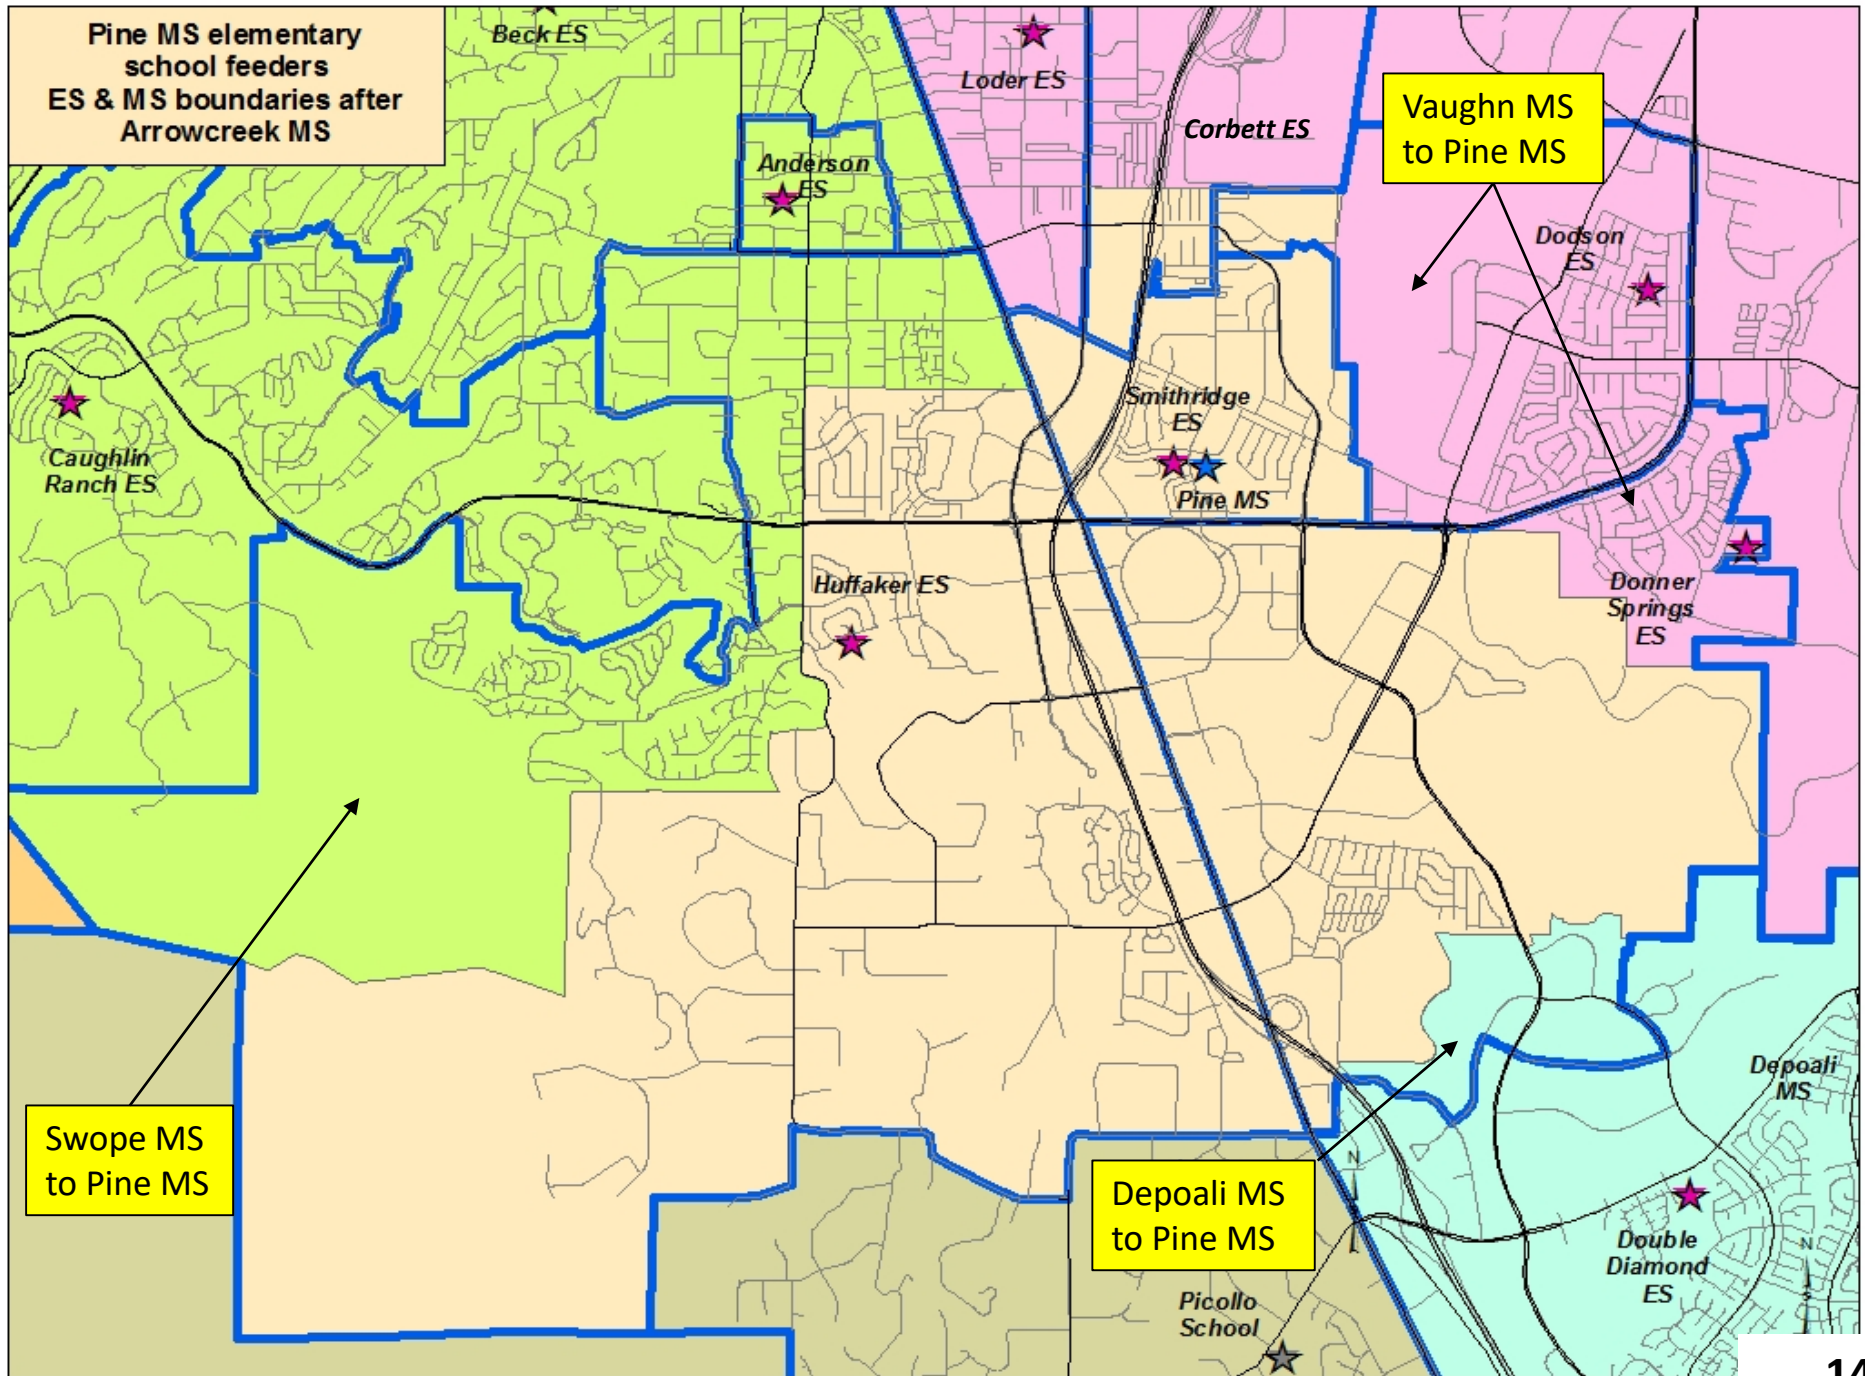 Pine MS elementary
school feeders
ES & MS boundaries after
Arrowcreek MS
Beck ES
Loder ES
Corbett ES
Vaughn MS
to Pine MS
Anderson
ES
Dodson
ES
Smithridge
ES
Pine MS
Caughlin
Ranch ES
Huffaker ES
Donner
Springs
ES
Depoali
MS
Swope MS
to Pine MS
Depoali MS
to Pine MS
N
N
Double
Diamond
ES
Picollo
School
14